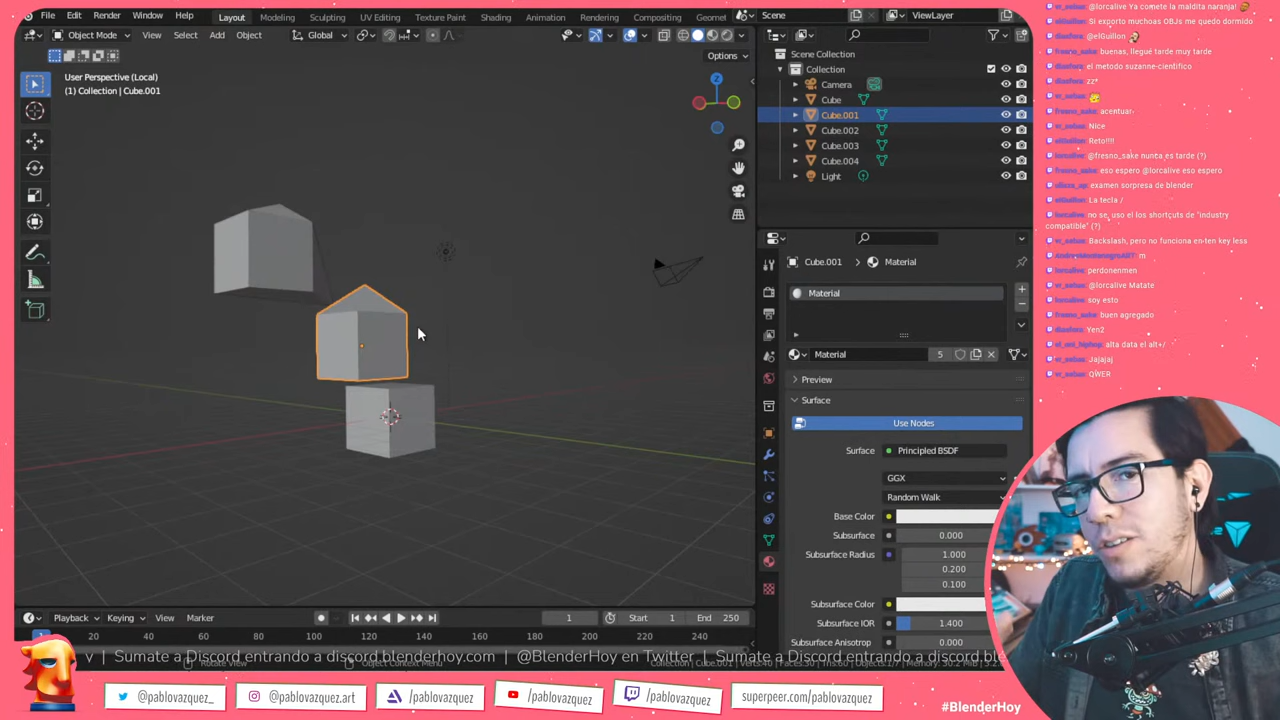 File Edit Render Window Help Layout Modeling Sculpting UV Editing Texture Paint Shading Animation Rendering Compositing Geomet Scene ViewLayer
Object Mode View Select Add Object Global
Options
User Perspective (Local)
(1) Collection | Cube.001
Z
Scene Collection
Collection
Camera
Cube
Cube.001
Cube.002
Cube.003
Cube.004
Light
Cube.001 Material
Material
Material 5
Preview
Surface
Use Nodes
Surface Principled BSDF
GGX
Random Walk
Base Color
Subsurface 0.000
Subsurface Radius 1.000
0.200
0.100
Subsurface Color
Subsurface IOR 1.400
Subsurface Anisotrop 0.000
Playback Keying View Marker 1 Start 1 End 250
20 40 60 80 100 120 140 160 180 200 220 240
@lorcalive Ya comete la maldita naranja!
Si exporto muchoas OBJs me quedo dormido
@elGuillon
buenas, llegué tarde muy tarde
el metodo suzanne-cientifico
zz*
acentuar
Nice
Reto!!!!
@fresno_sake nunca es tarde (?)
eso espero @lorcalive eso espero
examen sorpresa de blender
La tecla /
no se, uso el los shortcuts de "industry
compatible" (?)
Backslash, pero no funciona en ten key less
m
perdonenmen
@lorcalive Matate
soy esto
buen agregado
Yen2
alta data el alt+/
Jajajaj
QWER
| Sumate a Discord entrando a discord.blenderhoy.com | @BlenderHoy en Twitter | Sumate a Discord entrando a discord.ble
@pablovazquez_ @pablovazquez.art /pablovazquez /pablovazquez /pablovazquez superpeer.com/pablovazquez #BlenderHoy